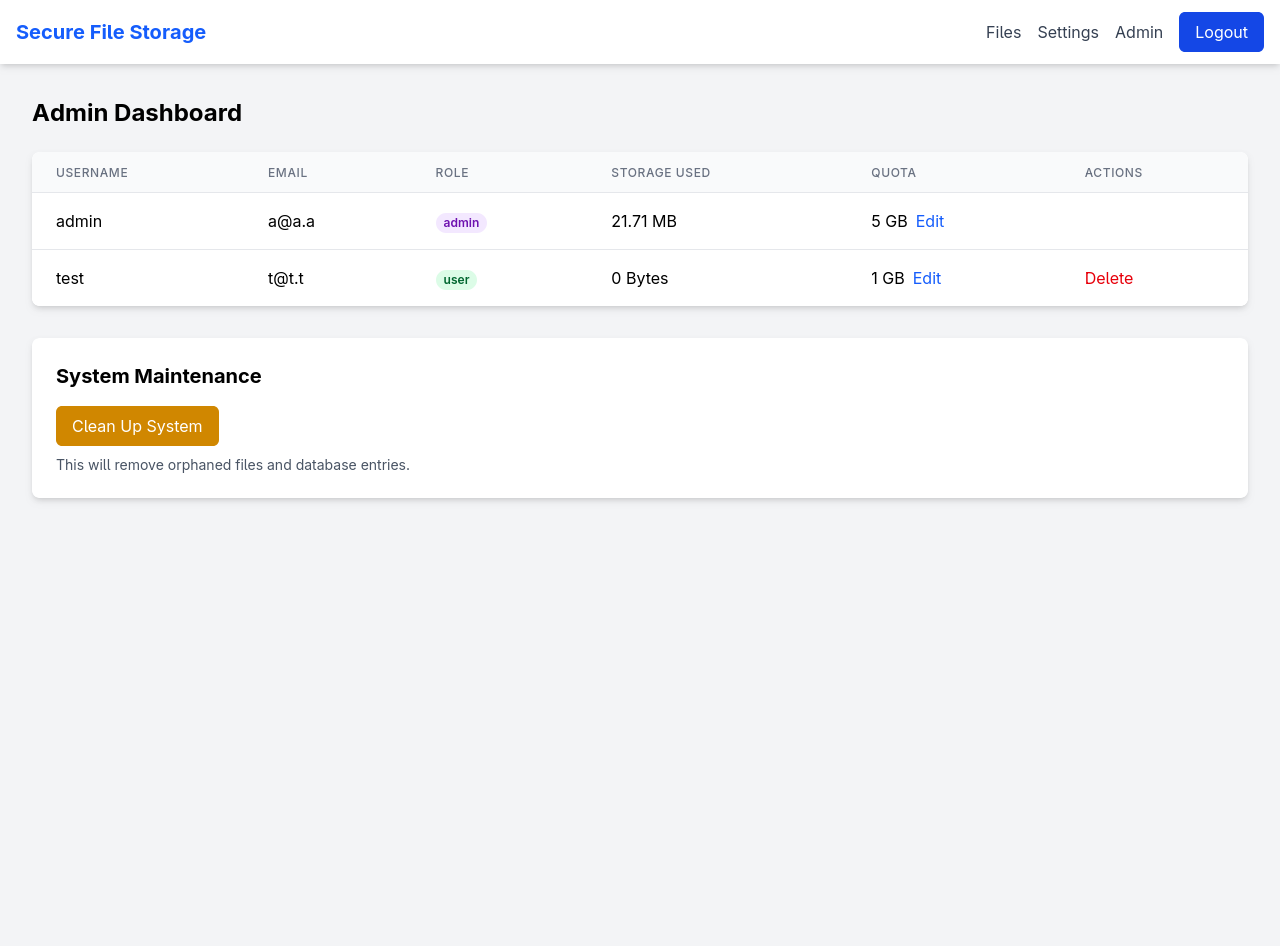 Secure File Storage Files Settings Admin Logout
Admin Dashboard
USERNAME EMAIL ROLE STORAGE USED QUOTA ACTIONS
admin a@a.a admin 21.71 MB 5 GB Edit
test t@t.t user 0 Bytes 1 GB Edit Delete
System Maintenance
Clean Up System
This will remove orphaned files and database entries.